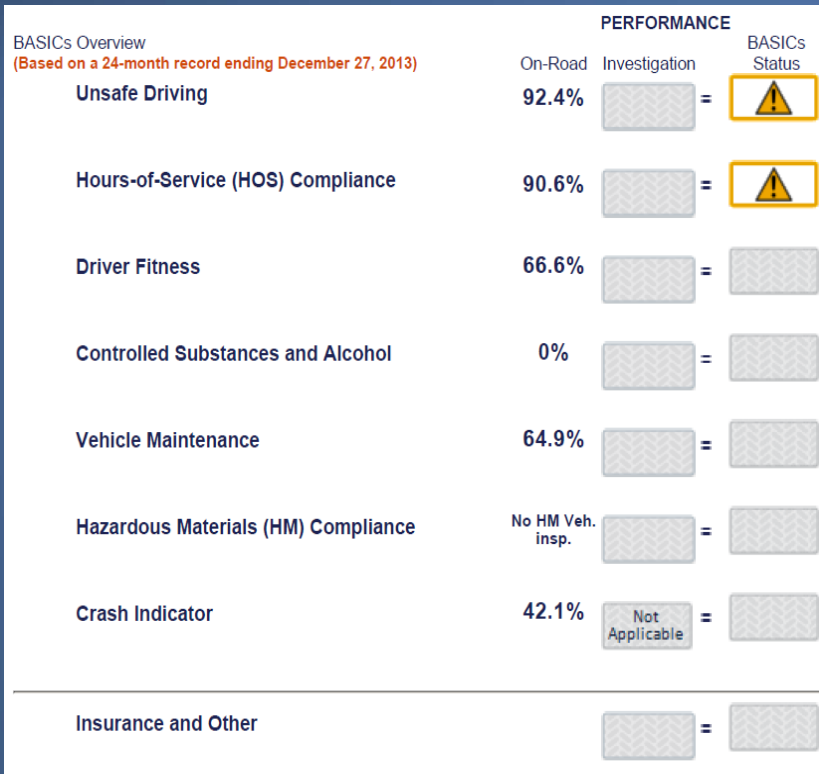 PERFORMANCE
BASICs Overview
BASICs
(Based on a 24-month record ending December 27, 2013)
On-Road Investigation
Status
Unsafe Driving
92.4%
=
Hours-of-Service (HOS) Compliance
90.6%
=
Driver Fitness
66.6%
=
Controlled Substances and Alcohol
0%
=
Vehicle Maintenance
64.9%
=
Hazardous Materials (HM) Compliance
No HM Veh.
insp.
=
Crash Indicator
42.1%
Not
Applicable
=
Insurance and Other
=